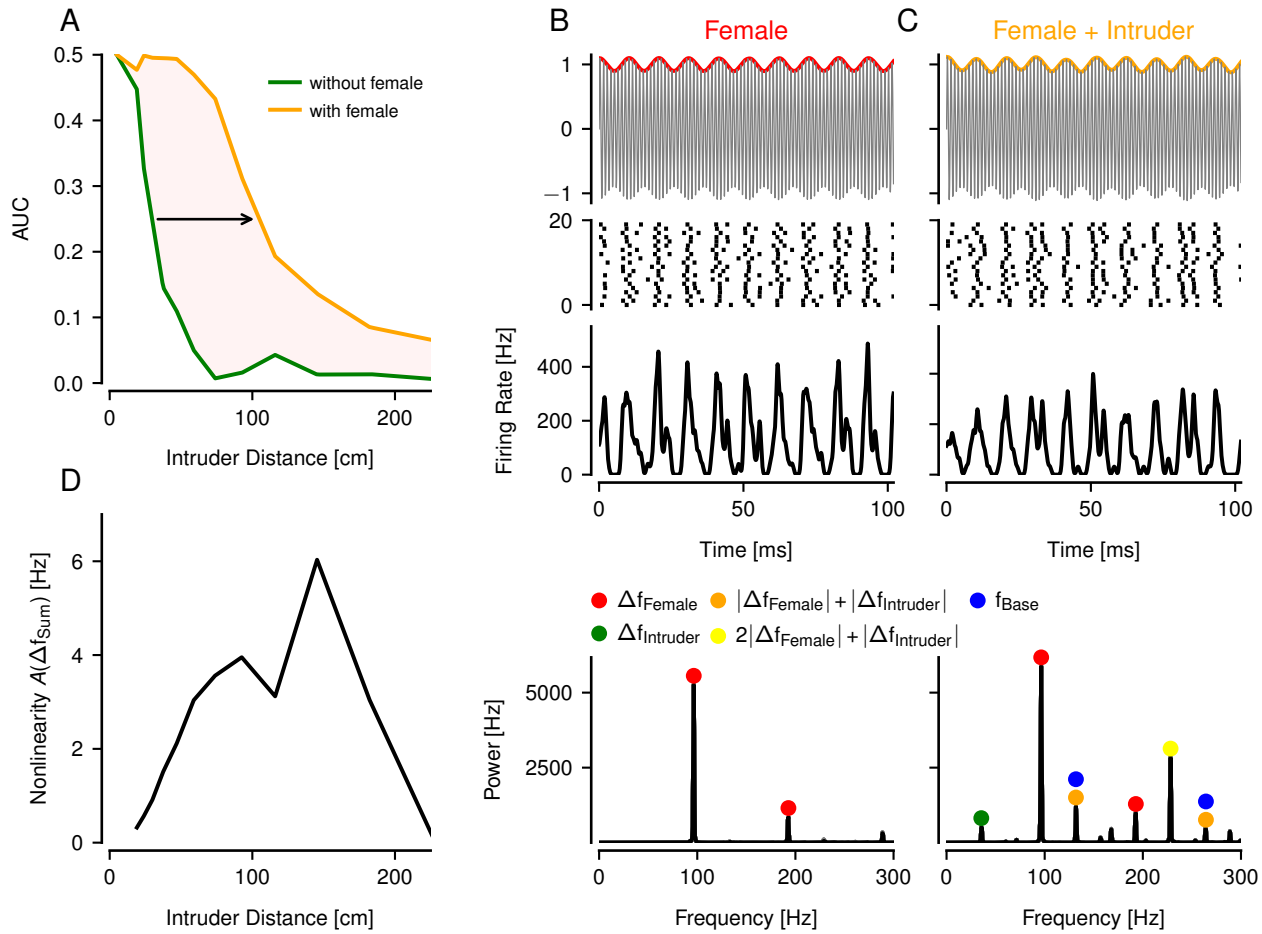 A
0.5
0.4
0.3
0.2
0.1
0.0
AUC
without female
with female
0
100
200
Intruder Distance [cm]
B
Female
1
0
−1
20
0
400
200
0
Firing Rate [Hz]
0
50
100
Time [ms]
C
Female + Intruder
0
50
100
Time [ms]
D
6
4
2
0
Nonlinearity A(Δf_Sum) [Hz]
0
100
200
Intruder Distance [cm]
Δf_Female
|Δf_Female| + |Δf_Intruder|
f_Base
Δf_Intruder
2|Δf_Female| + |Δf_Intruder|
5000
2500
Power [Hz]
0
100
200
300
Frequency [Hz]
0
100
200
300
Frequency [Hz]